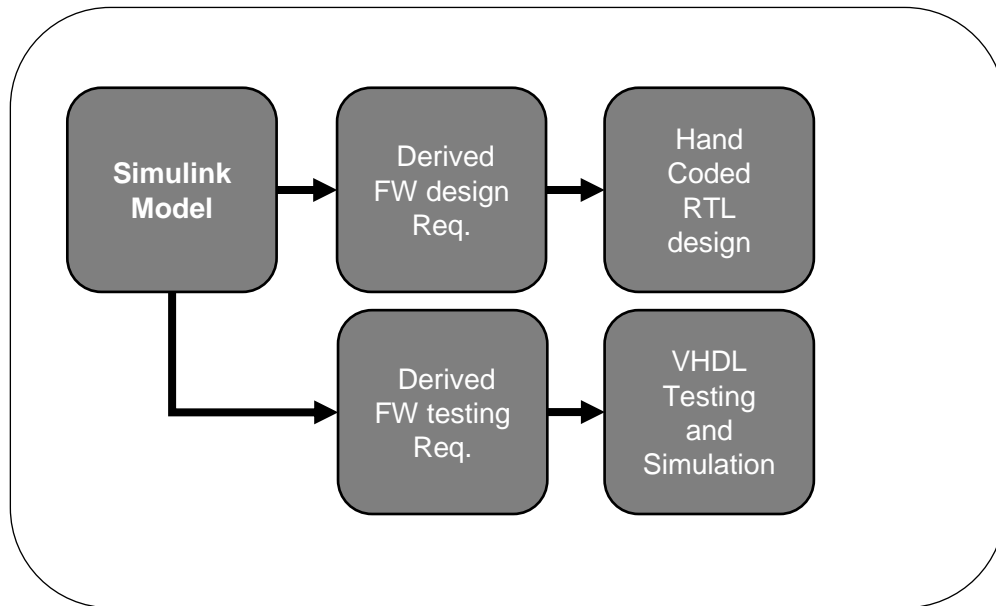 Simulink
Model
Derived
FW design
Req.
Hand
Coded
RTL
design
Derived
FW testing
Req.
VHDL
Testing
and
Simulation